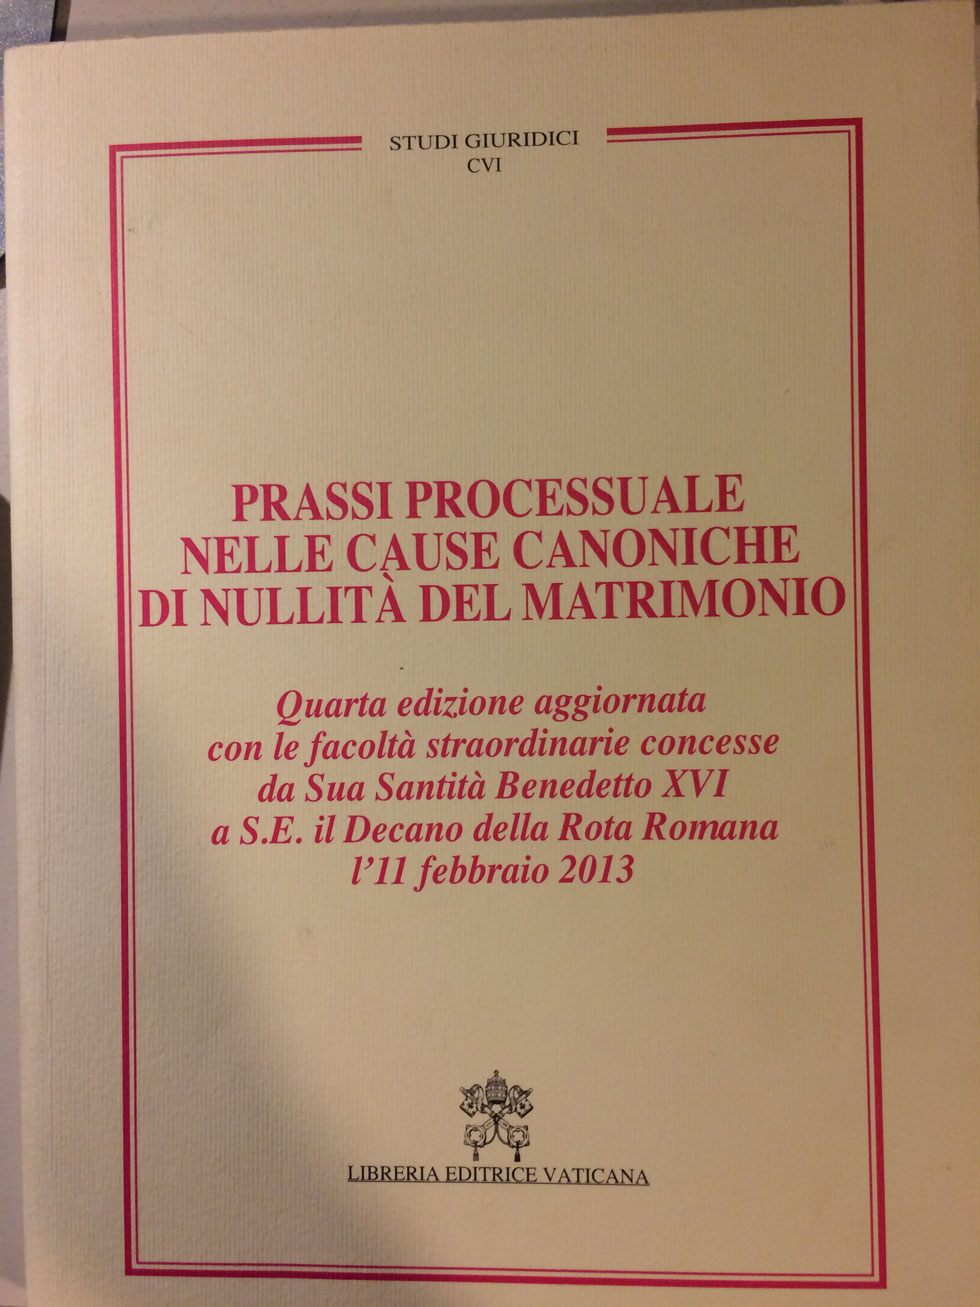 STUDI GIURIDICI
CVI
PRASSI PROCESSUALE
NELLE CAUSE CANONICHE
DI NULLITÀ DEL MATRIMONIO
Quarta edizione aggiornata
con le facoltà straordinarie concesse
da Sua Santità Benedetto XVI
a S.E. il Decano della Rota Romana
l'11 febbraio 2013
LIBRERIA EDITRICE VATICANA